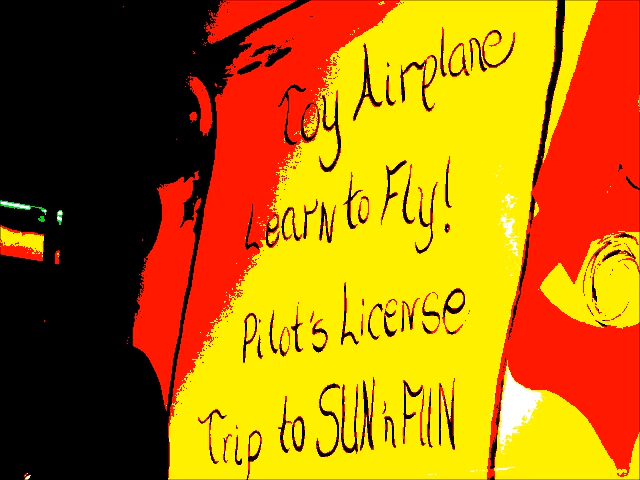 Toy Airplane
Learn to Fly!
Pilot's License
Trip to SUN 'n FUN